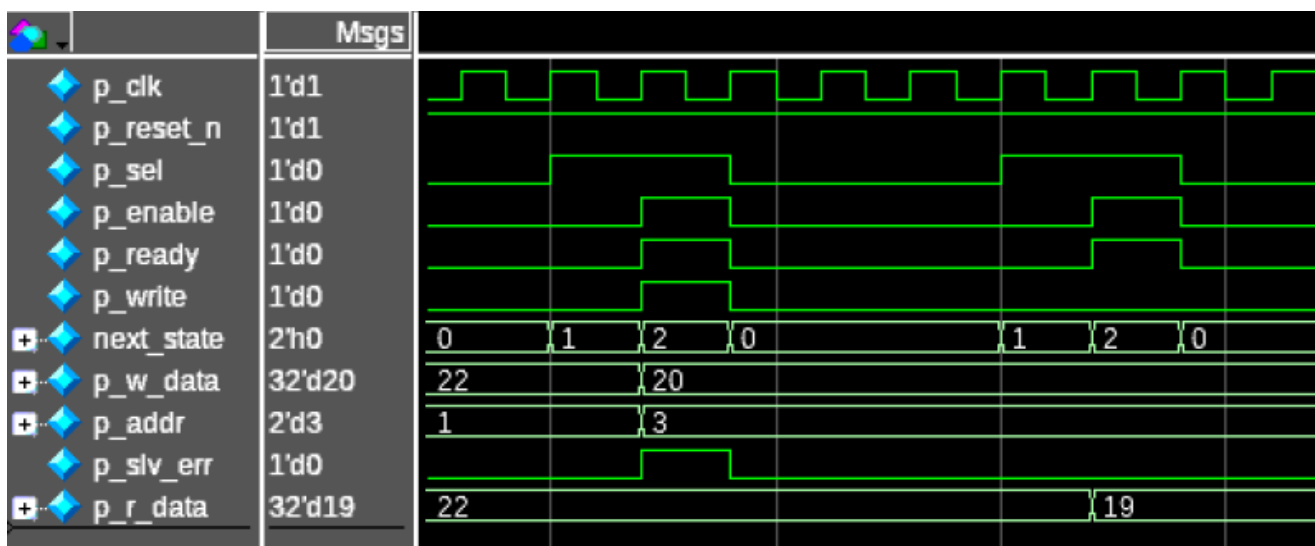 Msgs
p_clk 1'd1
p_reset_n 1'd1
p_sel 1'd0
p_enable 1'd0
p_ready 1'd0
p_write 1'd0
next_state 2'h0 0 1 2 0 1 2 0
p_w_data 32'd20 22 20
p_addr 2'd3 1 3
p_slv_err 1'd0
p_r_data 32'd19 22 19